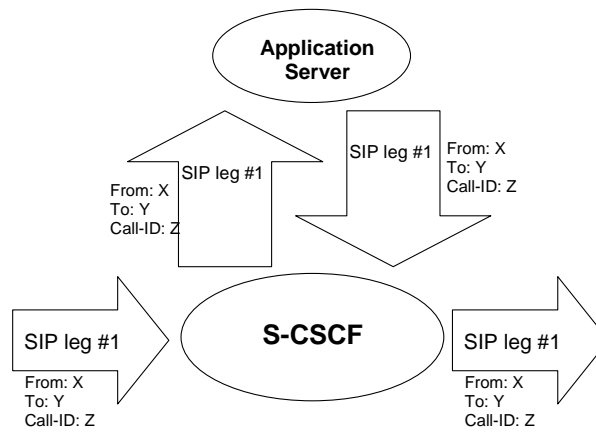 Application
Server
SIP leg #1
From: X
To: Y
Call-ID: Z
SIP leg #1
From: X
To: Y
Call-ID: Z
S-CSCF
SIP leg #1
From: X
To: Y
Call-ID: Z
SIP leg #1
From: X
To: Y
Call-ID: Z